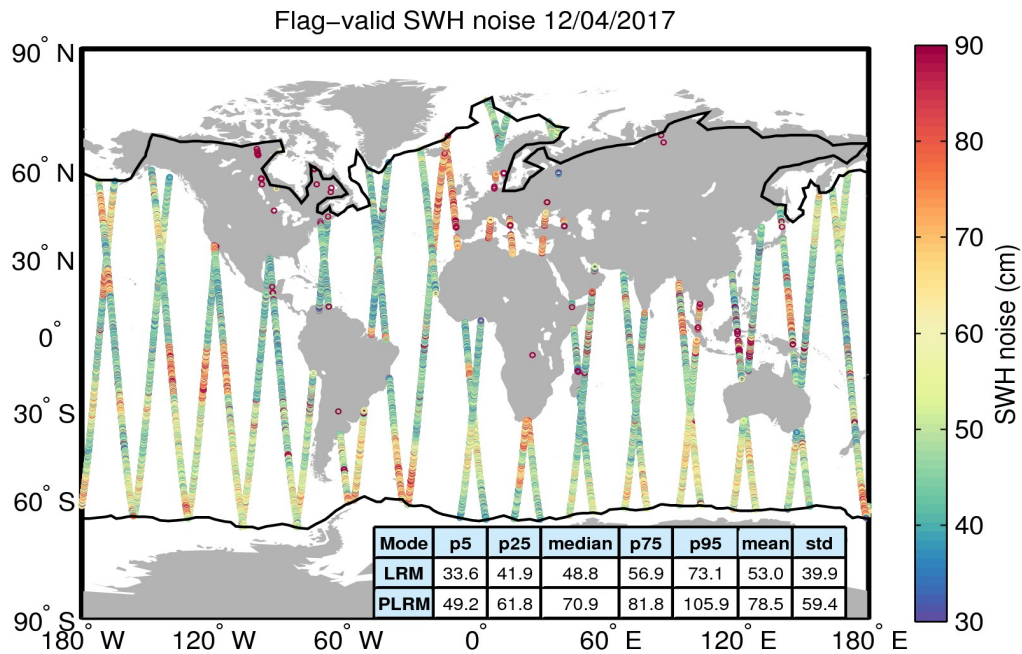 Flag−valid SWH noise 12/04/2017
90° N
60° N
30° N
0°
30° S
60° S
90° S
180° W
120° W
60° W
0°
60° E
120° E
180° E
Mode p5 p25 median p75 p95 mean std
LRM 33.6 41.9 48.8 56.9 73.1 53.0 39.9
PLRM 49.2 61.8 70.9 81.8 105.9 78.5 59.4
90
80
70
60
50
40
30
SWH noise (cm)